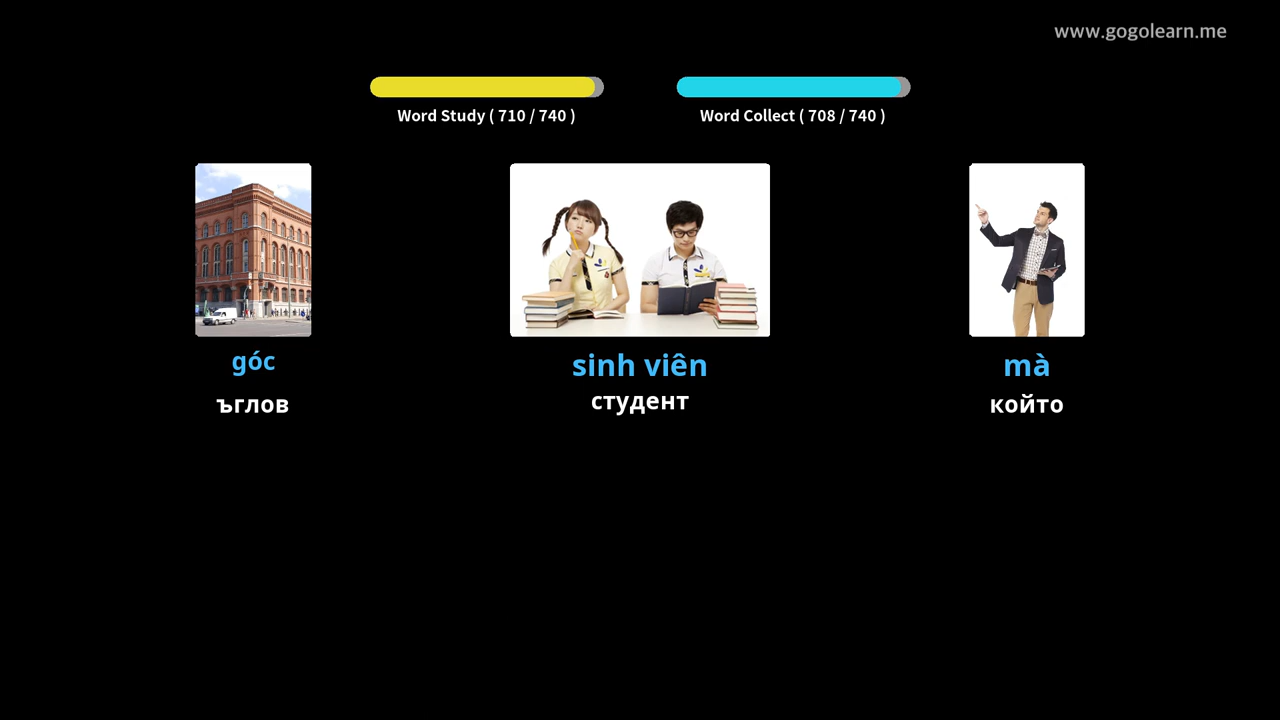 www.gogolearn.me
Word Study ( 710 / 740 )
Word Collect ( 708 / 740 )
góc
ъглов
sinh viên
студент
mà
който